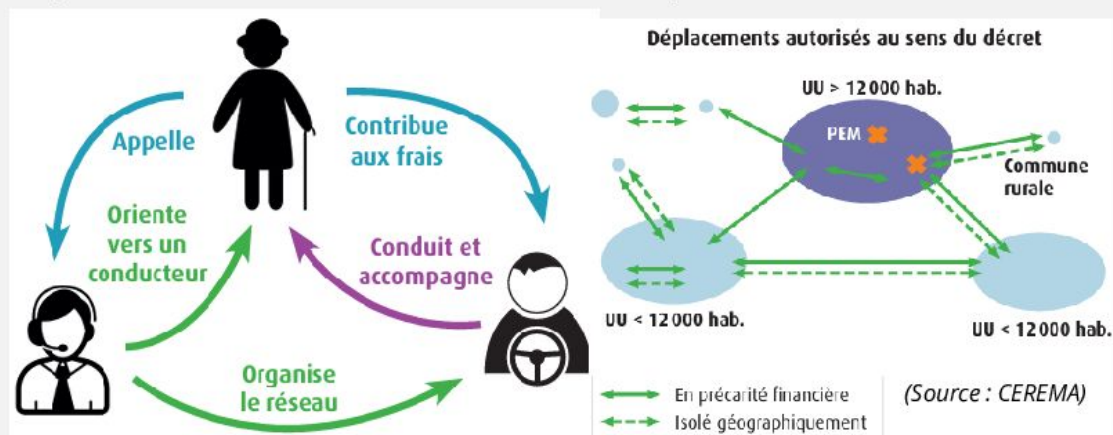 Appelle
Contribue
aux frais
Oriente
vers un
conducteur
Conduit et
accompagne
Organise
le réseau
Déplacements autorisés au sens du décret
UU > 12 000 hab.
PEM
Commune
rurale
UU < 12 000 hab.
UU < 12 000 hab.
En précarité financière
Isolé géographiquement
(Source : CEREMA)